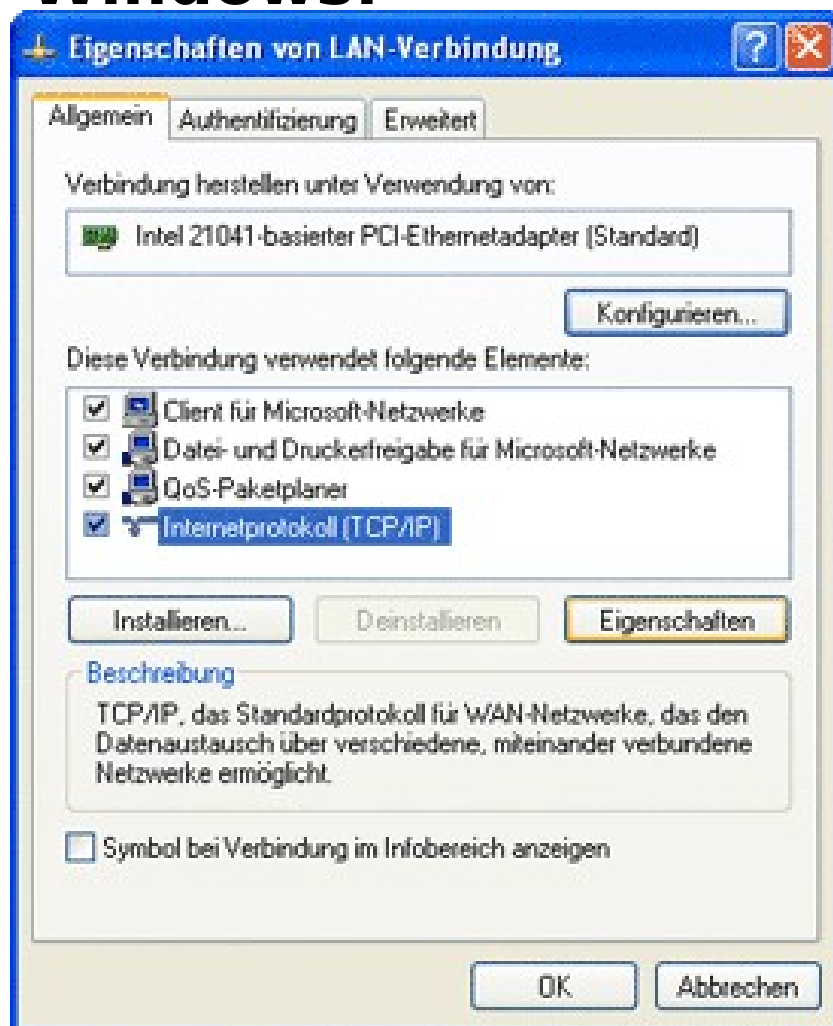 Windows:
Eigenschaften von LAN-Verbindung
Allgemein Authentifizierung Erweitert
Verbindung herstellen unter Verwendung von:
Intel 21041-basierter PCI-Ethernetadapter (Standard)
Konfigurieren...
Diese Verbindung verwendet folgende Elemente:
Client für Microsoft-Netzwerke
Datei- und Druckerfreigabe für Microsoft-Netzwerke
QoS-Paketplaner
Internetprotokoll (TCP/IP)
Installieren... Deinstallieren Eigenschaften
Beschreibung
TCP/IP, das Standardprotokoll für WAN-Netzwerke, das den
Datenaustausch über verschiedene, miteinander verbundene
Netzwerke ermöglicht.
Symbol bei Verbindung im Infobereich anzeigen
OK Abbrechen